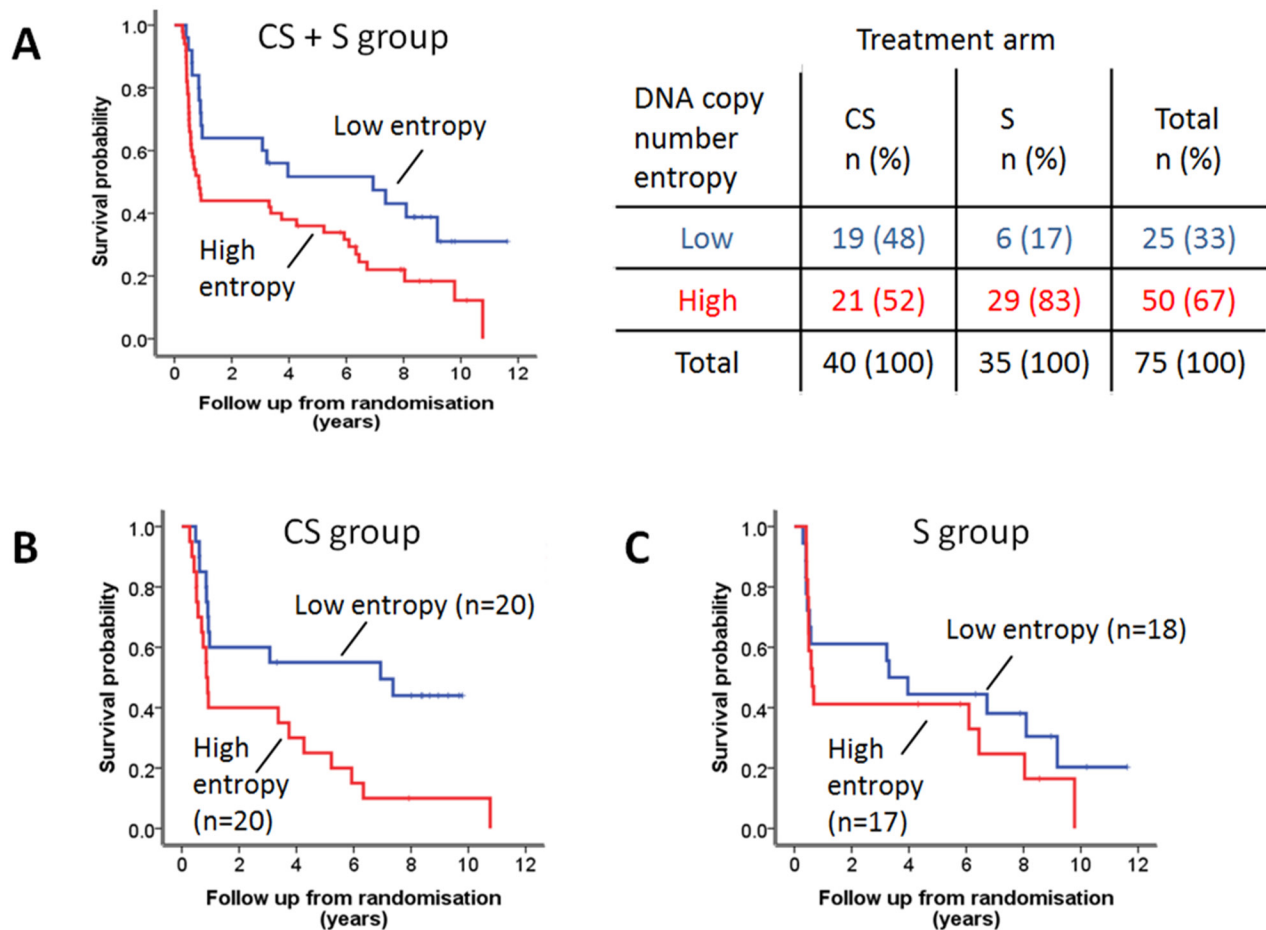 A
CS + S group
Survival probability
1.0
0.8
0.6
0.4
0.2
0.0
Low entropy
High
entropy
0 2 4 6 8 10 12
Follow up from randomisation
(years)
Treatment arm
DNA copy
number
entropy
CS
n (%)
S
n (%)
Total
n (%)
Low 19 (48) 6 (17) 25 (33)
High 21 (52) 29 (83) 50 (67)
Total 40 (100) 35 (100) 75 (100)
B
CS group
Survival probability
1.0
0.8
0.6
0.4
0.2
0.0
Low entropy (n=20)
High
entropy
(n=20)
0 2 4 6 8 10 12
Follow up from randomisation
(years)
C
S group
Survival probability
1.0
0.8
0.6
0.4
0.2
0.0
Low entropy (n=18)
High
entropy
(n=17)
0 2 4 6 8 10 12
Follow up from randomisation
(years)